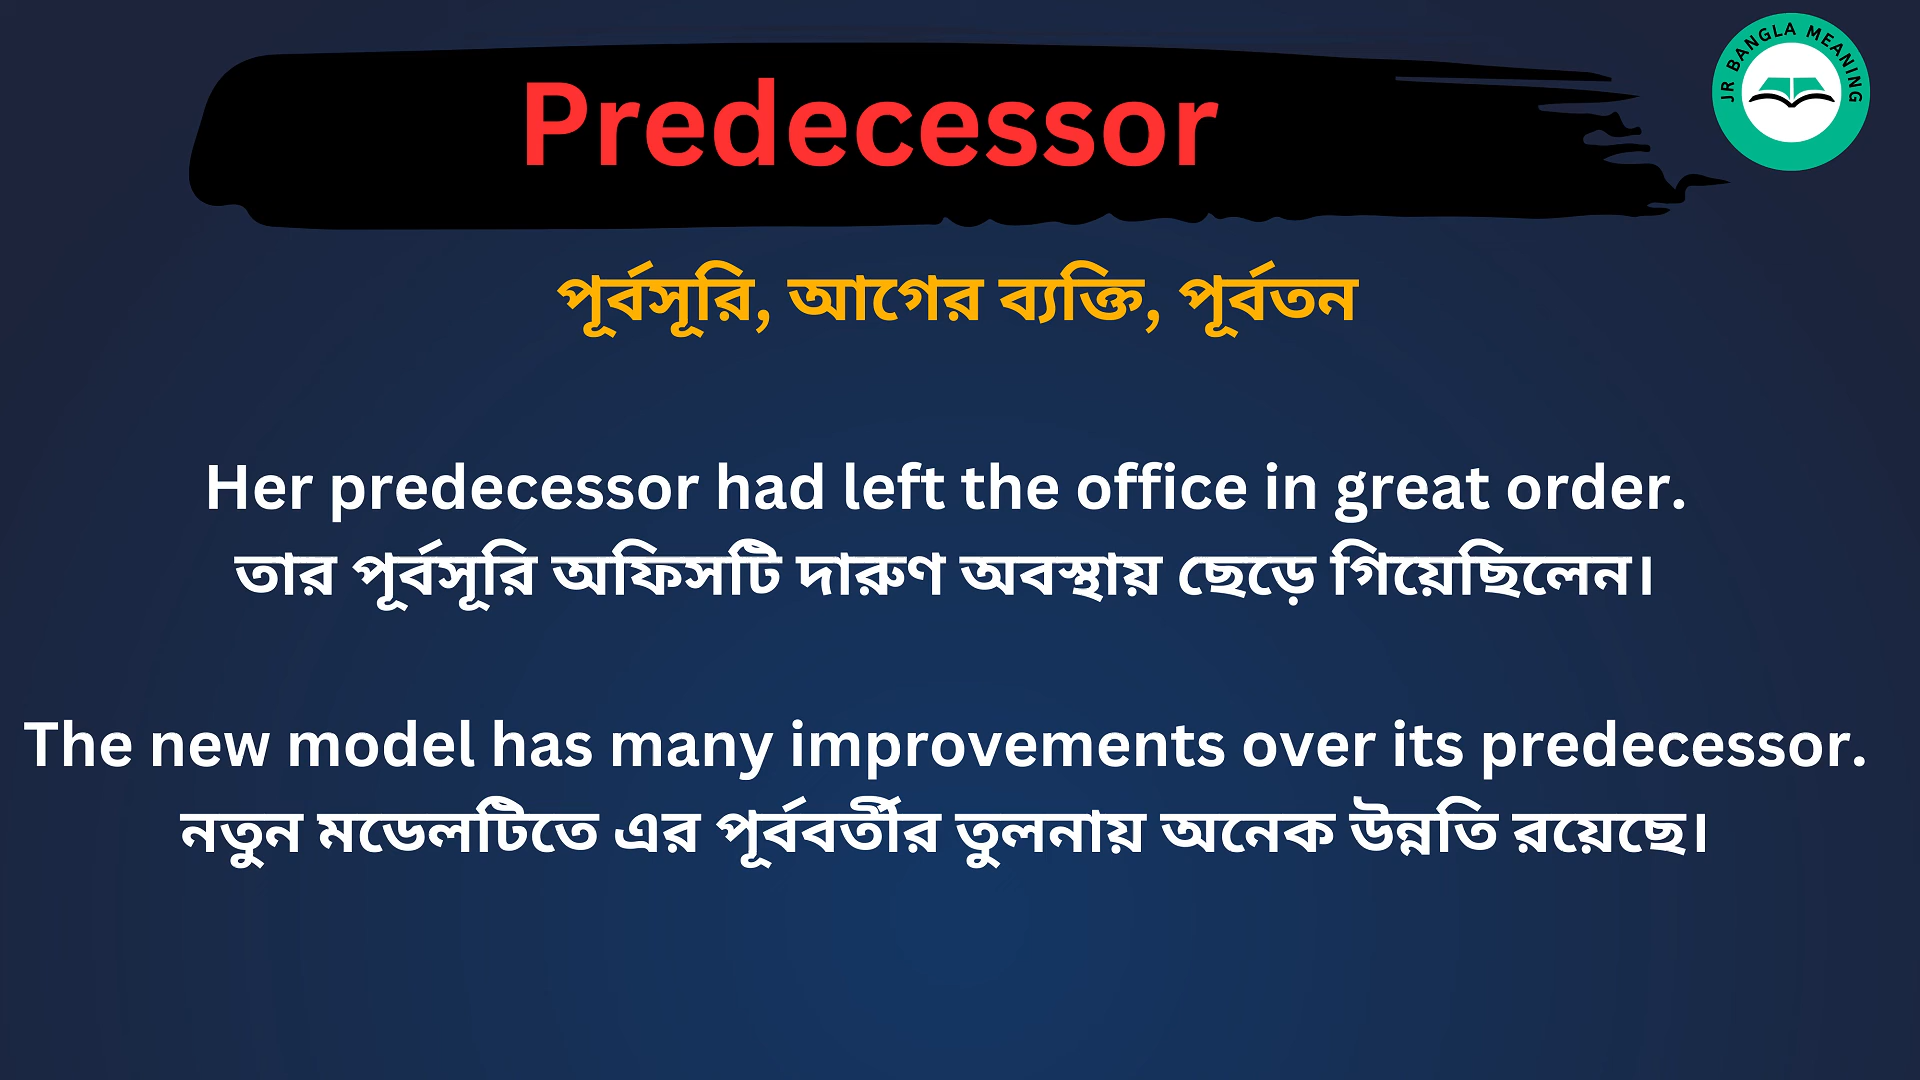 Predecessor
JR BANGLA MEANING
পূর্বসূরি, আগের ব্যক্তি, পূর্বতন
Her predecessor had left the office in great order.
তার পূর্বসূরি অফিসটি দারুণ অবস্থায় ছেড়ে গিয়েছিলেন।
The new model has many improvements over its predecessor.
নতুন মডেলটিতে এর পূর্ববর্তীর তুলনায় অনেক উন্নতি রয়েছে।